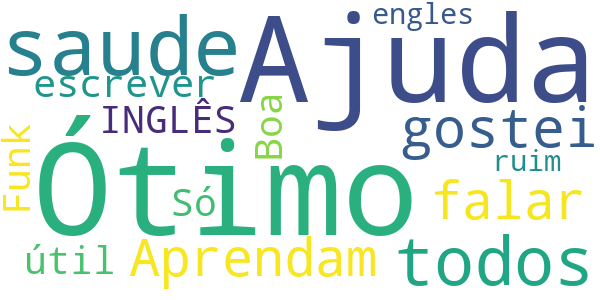 saude
Ajuda
engles
escrever
INGLÊS
Boa
gostei
Funk
Ótimo
Só
ruim
falar
útil
Aprendam
todos